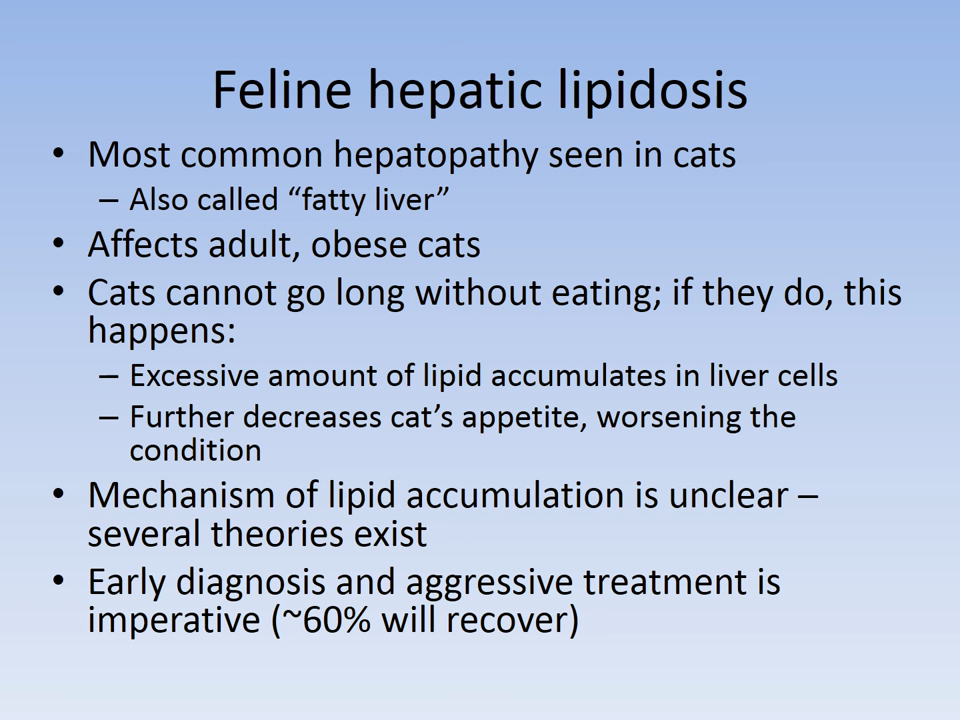 Feline hepatic lipidosis
• Most common hepatopathy seen in cats
– Also called “fatty liver”
• Affects adult, obese cats
• Cats cannot go long without eating; if they do, this
happens:
– Excessive amount of lipid accumulates in liver cells
– Further decreases cat’s appetite, worsening the
condition
• Mechanism of lipid accumulation is unclear –
several theories exist
• Early diagnosis and aggressive treatment is
imperative (~60% will recover)